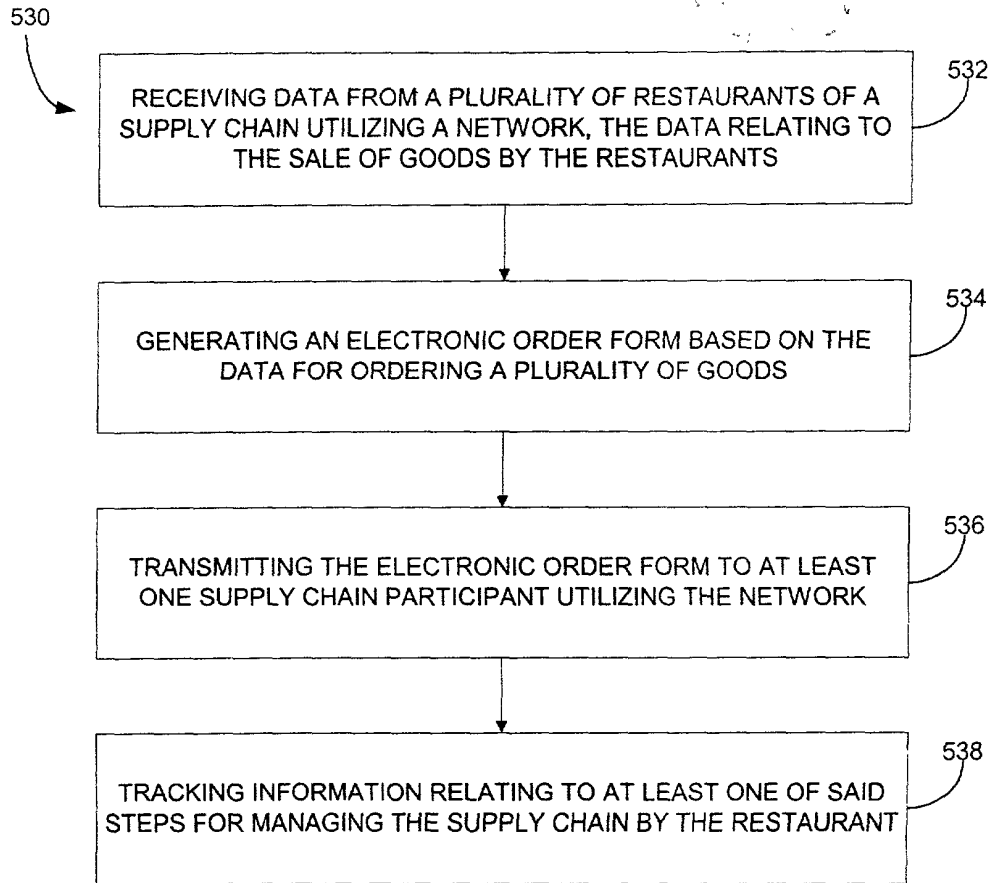 530
532
RECEIVING DATA FROM A PLURALITY OF RESTAURANTS OF A
SUPPLY CHAIN UTILIZING A NETWORK, THE DATA RELATING TO
THE SALE OF GOODS BY THE RESTAURANTS
534
GENERATING AN ELECTRONIC ORDER FORM BASED ON THE
DATA FOR ORDERING A PLURALITY OF GOODS
536
TRANSMITTING THE ELECTRONIC ORDER FORM TO AT LEAST
ONE SUPPLY CHAIN PARTICIPANT UTILIZING THE NETWORK
538
TRACKING INFORMATION RELATING TO AT LEAST ONE OF SAID
STEPS FOR MANAGING THE SUPPLY CHAIN BY THE RESTAURANT